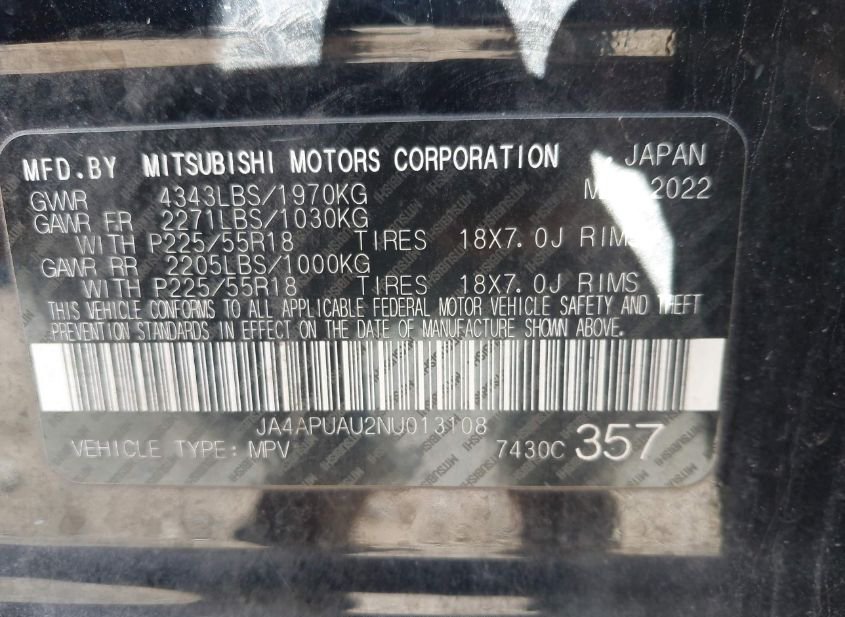 MFD.BY MITSUBISHI MOTORS CORPORATION JAPAN
GVWR 4343LBS/1970KG 2022
GAWR FR 2271LBS/1030KG
WITH P225/55R18 TIRES 18X7.0J RIMS
GAWR RR 2205LBS/1000KG
WITH P225/55R18 TIRES 18X7.0J RIMS
THIS VEHICLE CONFORMS TO ALL APPLICABLE FEDERAL MOTOR VEHICLE SAFETY AND THEFT
PREVENTION STANDARDS IN EFFECT ON THE DATE OF MANUFACTURE SHOWN ABOVE.
JA4APUAU2NU013108
VEHICLE TYPE: MPV 7430C 357